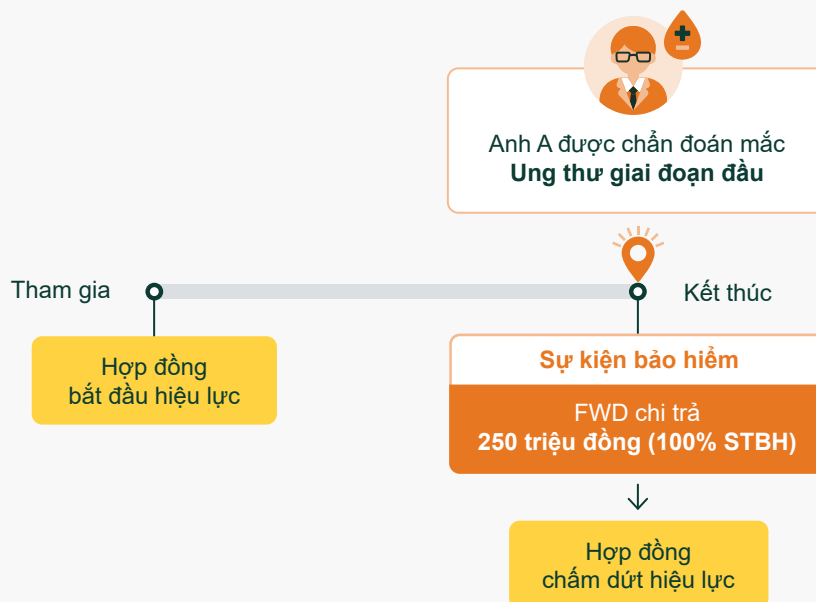 Anh A được chẩn đoán mắc
Ung thư giai đoạn đầu
Tham gia
Kết thúc
Hợp đồng
bắt đầu hiệu lực
Sự kiện bảo hiểm
FWD chi trả
250 triệu đồng (100% STBH)
Hợp đồng
chấm dứt hiệu lực